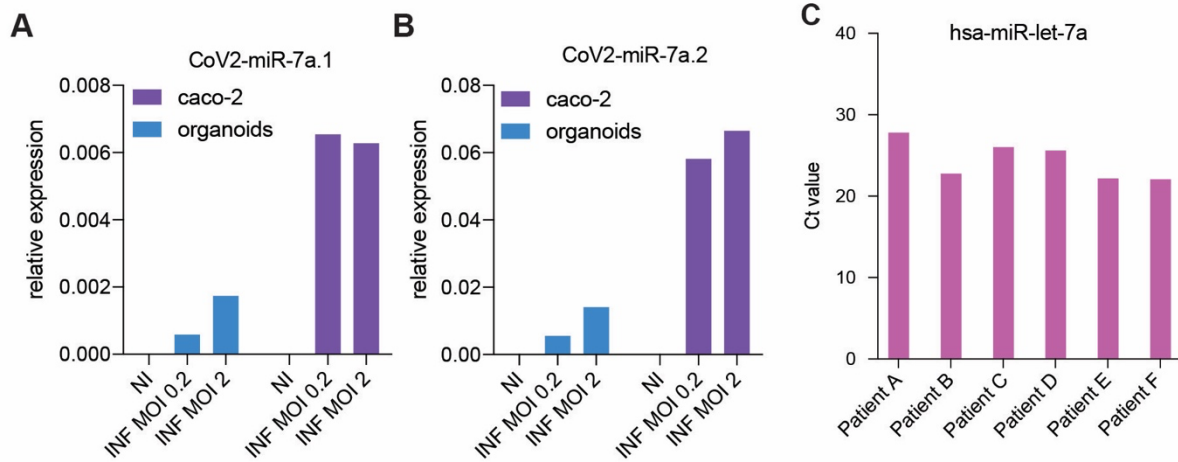 A
CoV2-miR-7a.1
relative expression
0.008
0.006
0.004
0.002
0.000
caco-2
organoids
NI
INF MOI 0.2
INF MOI 2
NI
INF MOI 0.2
INF MOI 2
B
CoV2-miR-7a.2
relative expression
0.08
0.06
0.04
0.02
0.00
caco-2
organoids
NI
INF MOI 0.2
INF MOI 2
NI
INF MOI 0.2
INF MOI 2
C
hsa-miR-let-7a
Ct value
40
30
20
10
0
Patient A
Patient B
Patient C
Patient D
Patient E
Patient F